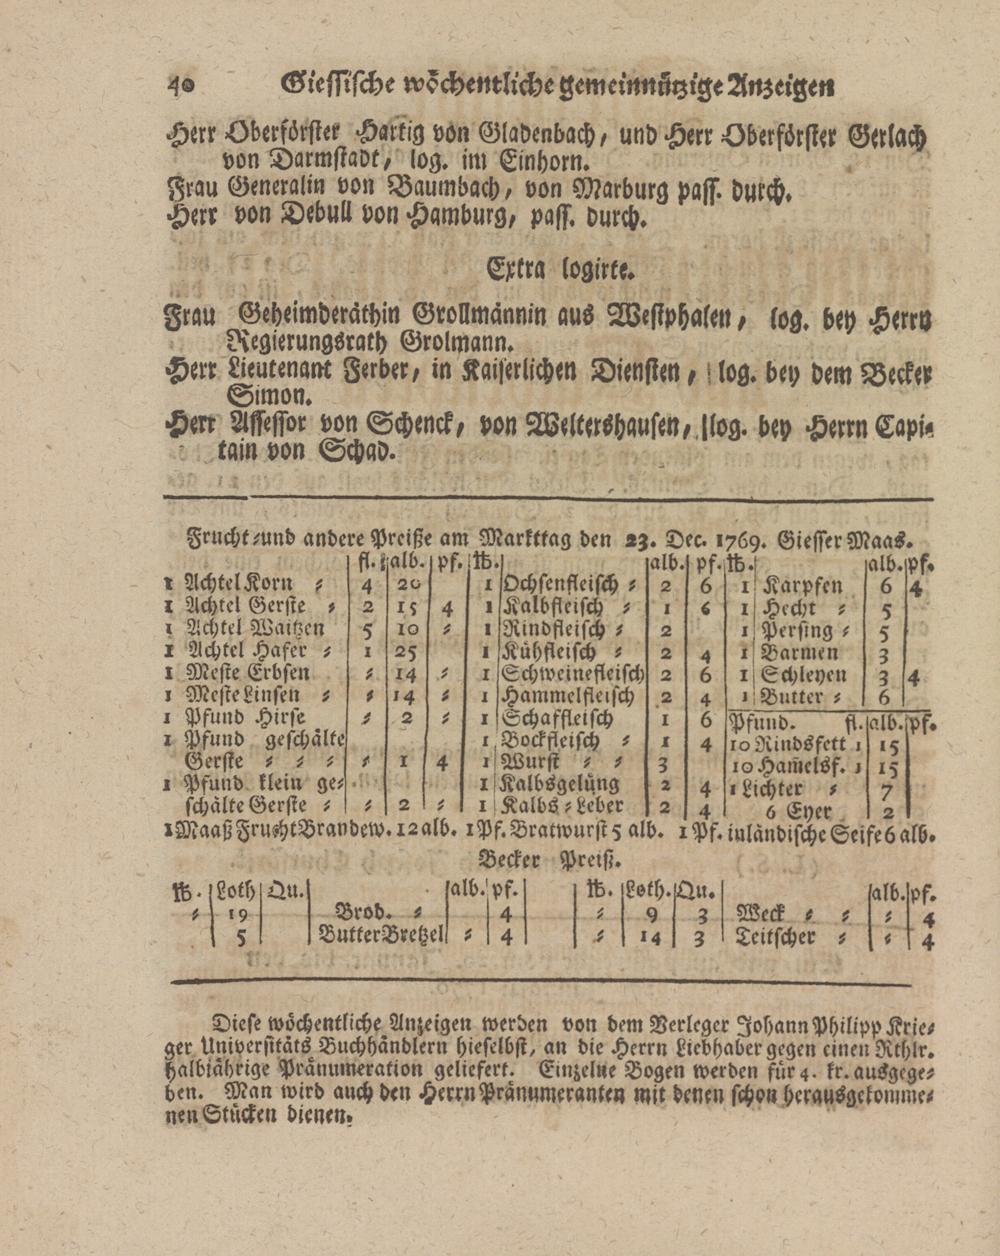 40 Giessische wöchentliche gemeinnützige Anzeigen
Herr Oberförster Hartig von Gladenbach, und Herr Oberförster Gerlach
von Darmstadt, log. im Einhorn.
Frau Generalin von Baumbach, von Marburg pass. durch.
Herr von Debull von Hamburg, pass. durch.
Extra logirte.
Frau Geheimderäthin Grollmännin aus Westphalen, log. bey Herrn
Regierungsrath Grolmann.
Herr Lieutenant Ferber, in Kaiserlichen Diensten, log. bey dem Becker
Simon.
Herr Assessor von Schenck, von Weltershausen, log. bey Herrn Capi-
tain von Schad.
Frucht- und andere Preiße am Markttag den 23. Dec. 1769. Giesser Maas.
fl. alb. pf. ℔. alb. pf. ℔. alb. pf.
1 Achtel Korn - 4 20 1 Ochsenfleisch - 2 6 1 Karpfen 6 4
1 Achtel Gerste - 2 15 4 1 Kalbfleisch - 1 6 1 Hecht - 5
1 Achtel Waitzen 5 10 - 1 Rindfleisch - 2 1 Persing - 5
1 Achtel Hafer - 1 25 1 Kühfleisch - 2 4 1 Barmen 3
1 Meste Erbsen - 14 - 1 Schweinefleisch 2 6 1 Schleyen 3 4
1 Meste Linsen - - 14 - 1 Hammelfleisch 2 4 1 Butter - 6
1 Pfund Hirse - 2 - 1 Schaffleisch 1 6 Pfund. fl. alb. pf.
1 Pfund geschälte 1 Bockfleisch - 1 4 10 Rindsfett 1 15
Gerste - - - - 1 4 1 Wurst - - 3 10 Ham̄elsf. 1 15
1 Pfund klein ge- 1 Kalbsgelüng 2 4 1 Lichter - 7
schälte Gerste - - 2 - 1 Kalbs-Leber 2 4 6 Eyer 2
1 Maaß Frucht Brandew. 12 alb. 1 Pf. Bratwurst 5 alb. 1 Pf. inländische Seife 6 alb.
Becker Preiß.
℔. Loth Qu. alb. pf. ℔. Loth. Qu. alb. pf.
- 19 Brod. - 4 - 9 3 Weck - - - 4
5 Butter Bretzel - 4 - 14 3 Teitscher - - 4
Diese wöchentliche Anzeigen werden von dem Verleger Johann Philipp Krie-
ger Universitäts Buchhändlern hieselbst, an die Herrn Liebhaber gegen einen Rthlr.
halbjährige Pränumeration geliefert. Einzelne Bogen werden für 4. kr. ausgege-
ben. Man wird auch den Herrn Pränumeranten mit denen schon herausgekomme-
nen Stücken dienen.